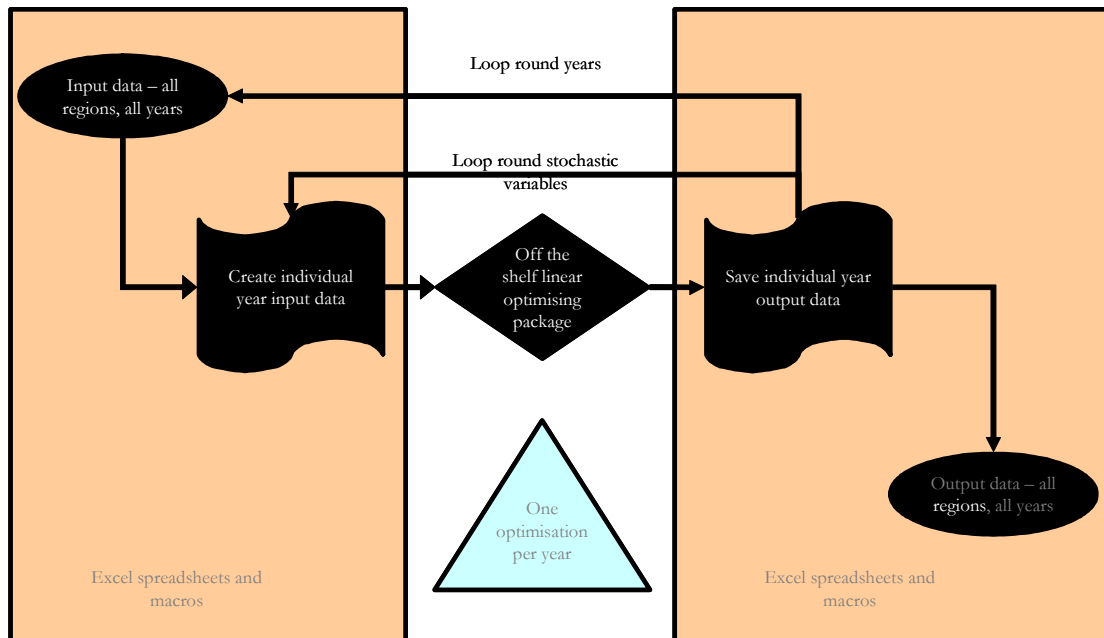 Loop round years
Input data – all
regions, all years
Loop round stochastic
variables
Create individual
year input data
Off the
shelf linear
optimising
package
Save individual year
output data
One
optimisation
per year
Output data – all
regions, all years
Excel spreadsheets and
macros
Excel spreadsheets and
macros